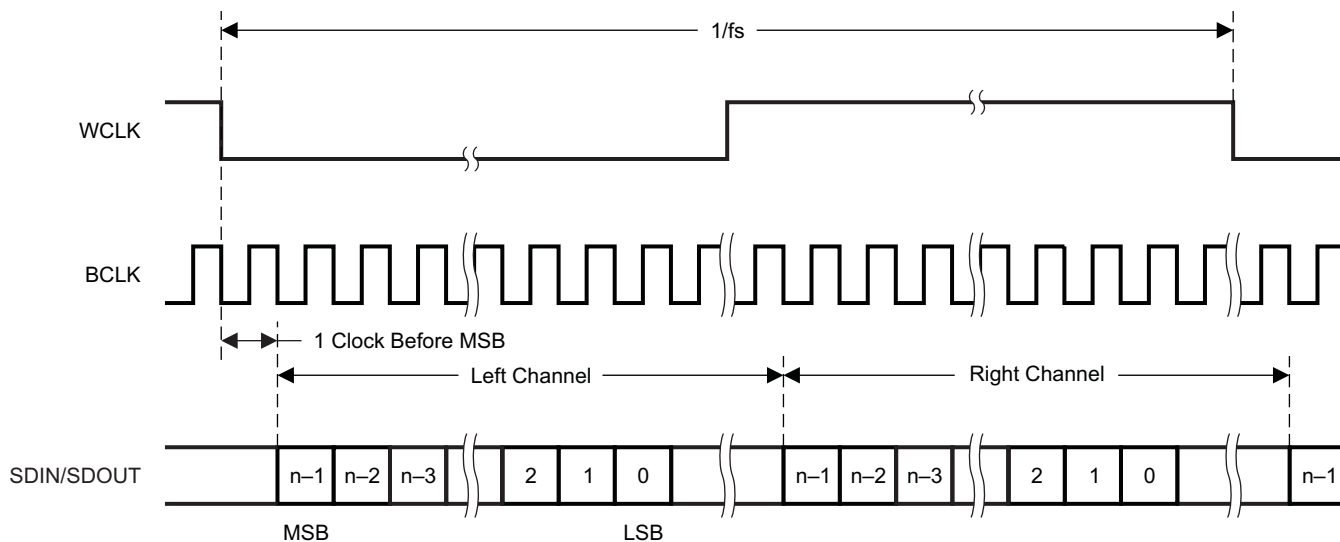 1/fs
WCLK
BCLK
1 Clock Before MSB
Left Channel
Right Channel
SDIN/SDOUT
n–1 n–2 n–3 2 1 0 n–1 n–2 n–3 2 1 0 n–1
MSB LSB